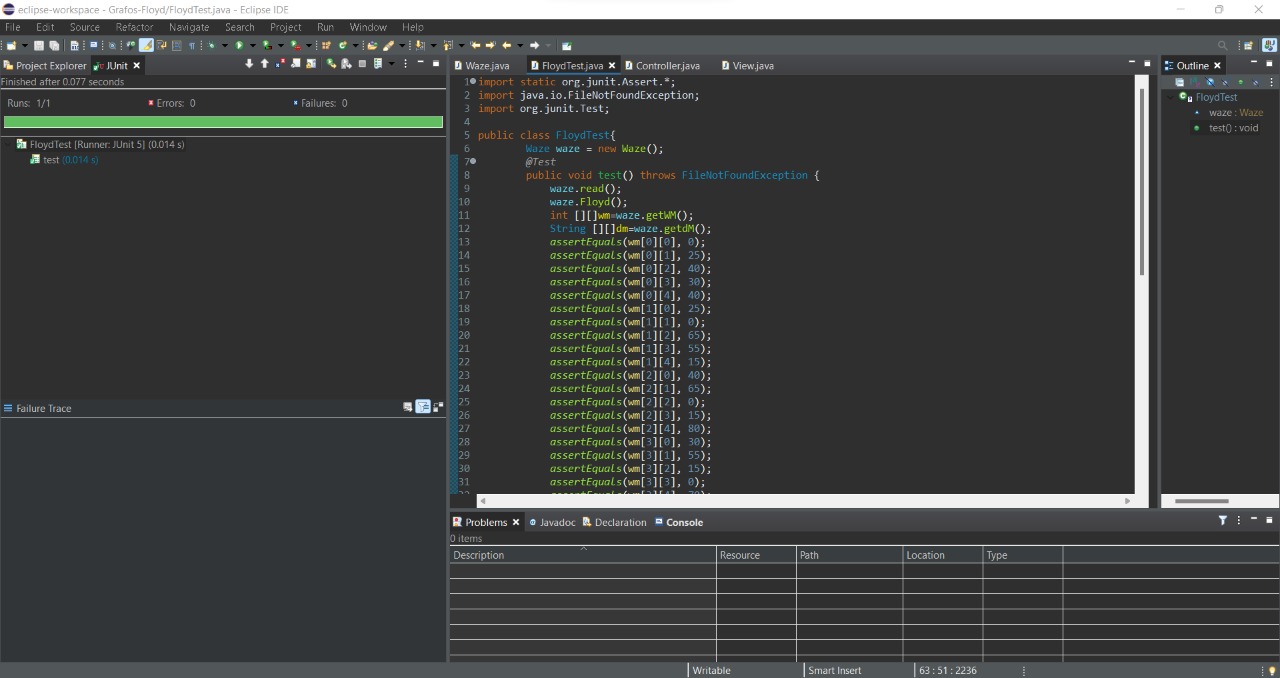 eclipse-workspace - Grafos-Floyd/FloydTest.java - Eclipse IDE
File Edit Source Refactor Navigate Search Project Run Window Help
Project Explorer JUnit
Finished after 0.077 seconds
Runs: 1/1 Errors: 0 Failures: 0
FloydTest [Runner: JUnit 5] (0.014 s)
test (0.014 s)
Failure Trace
Waze.java FloydTest.java Controller.java View.java
1 import static org.junit.Assert.*;
2 import java.io.FileNotFoundException;
3 import org.junit.Test;
4
5 public class FloydTest{
6 Waze waze = new Waze();
7 @Test
8 public void test() throws FileNotFoundException {
9 waze.read();
10 waze.Floyd();
11 int [][]wm=waze.getWM();
12 String [][]dm=waze.getdM();
13 assertEquals(wm[0][0], 0);
14 assertEquals(wm[0][1], 25);
15 assertEquals(wm[0][2], 40);
16 assertEquals(wm[0][3], 30);
17 assertEquals(wm[0][4], 40);
18 assertEquals(wm[1][0], 25);
19 assertEquals(wm[1][1], 0);
20 assertEquals(wm[1][2], 65);
21 assertEquals(wm[1][3], 55);
22 assertEquals(wm[1][4], 15);
23 assertEquals(wm[2][0], 40);
24 assertEquals(wm[2][1], 65);
25 assertEquals(wm[2][2], 0);
26 assertEquals(wm[2][3], 15);
27 assertEquals(wm[2][4], 80);
28 assertEquals(wm[3][0], 30);
29 assertEquals(wm[3][1], 55);
30 assertEquals(wm[3][2], 15);
31 assertEquals(wm[3][3], 0);
Outline
FloydTest
waze : Waze
test() : void
Problems Javadoc Declaration Console
0 items
Description Resource Path Location Type
Writable Smart Insert 63 : 51 : 2236